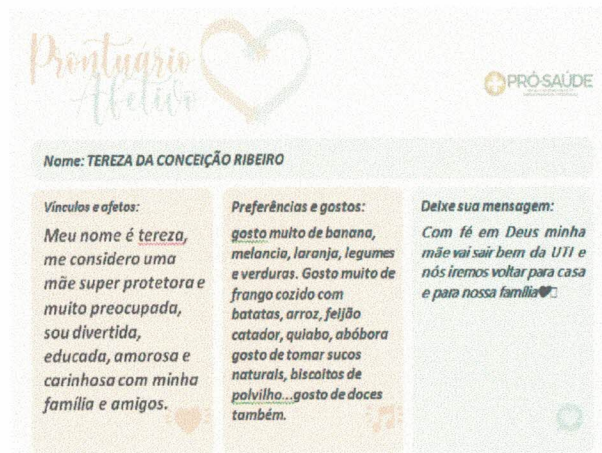 Prontuário
Afetivo
PRÓ-SAÚDE
Nome: TEREZA DA CONCEIÇÃO RIBEIRO
Vínculos e afetos:
Meu nome é tereza,
me considero uma
mãe super protetora e
muito preocupada,
sou divertida,
educada, amorosa e
carinhosa com minha
família e amigos.
Preferências e gostos:
gosto muito de banana,
melancia, laranja, legumes
e verduras. Gosto muito de
frango cozido com
batatas, arroz, feijão
catador, quiabo, abóbora
gosto de tomar sucos
naturais, biscoitos de
polvilho...gosto de doces
também.
Deixe sua mensagem:
Com fé em Deus minha
mãe vai sair bem da UTI e
nós iremos voltar para casa
e para nossa família♥